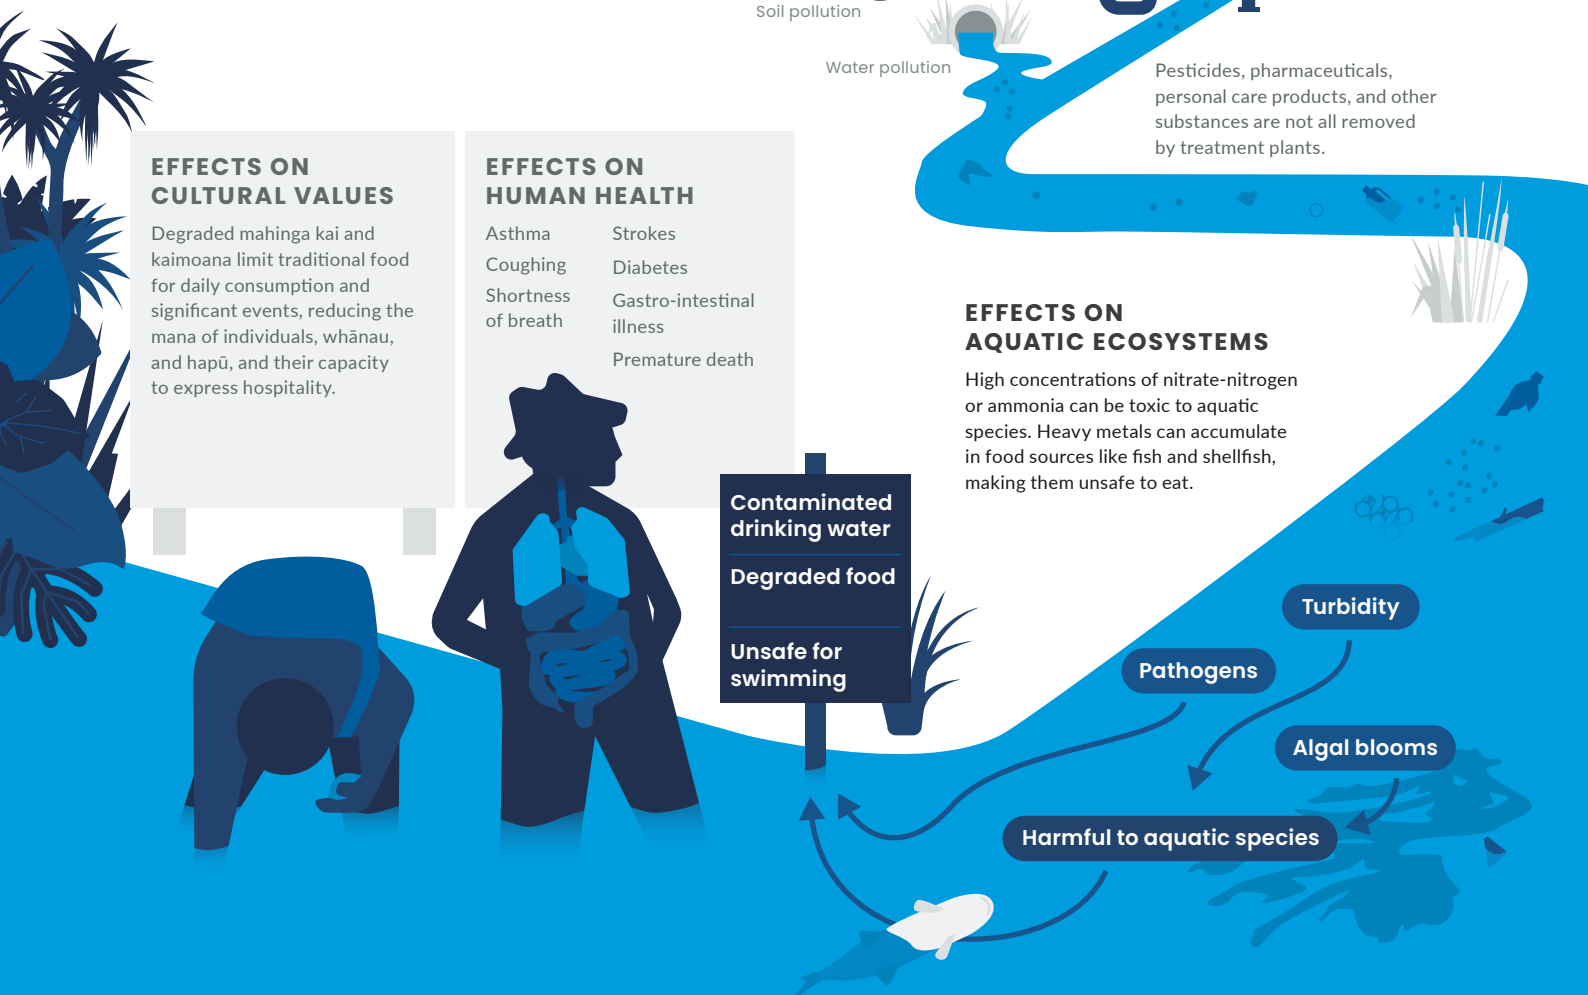 Soil pollution
Water pollution
Pesticides, pharmaceuticals,
personal care products, and other
substances are not all removed
by treatment plants.
EFFECTS ON
CULTURAL VALUES
Degraded mahinga kai and
kaimoana limit traditional food
for daily consumption and
significant events, reducing the
mana of individuals, whānau,
and hapū, and their capacity
to express hospitality.
EFFECTS ON
HUMAN HEALTH
Asthma
Coughing
Shortness
of breath
Strokes
Diabetes
Gastro-intestinal
illness
Premature death
EFFECTS ON
AQUATIC ECOSYSTEMS
High concentrations of nitrate-nitrogen
or ammonia can be toxic to aquatic
species. Heavy metals can accumulate
in food sources like fish and shellfish,
making them unsafe to eat.
Contaminated
drinking water
Degraded food
Unsafe for
swimming
Turbidity
Pathogens
Algal blooms
Harmful to aquatic species